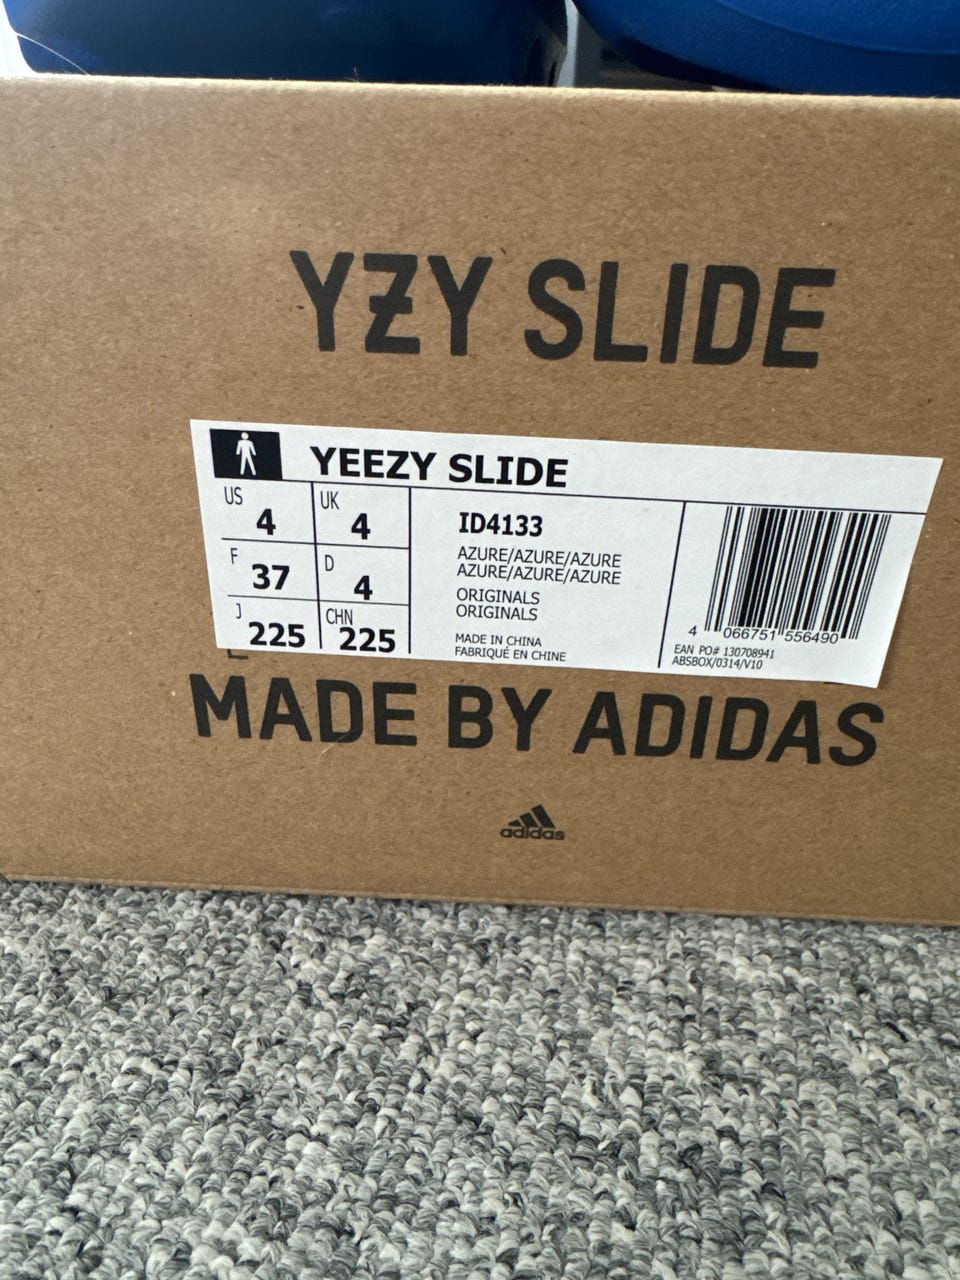 YZY SLIDE
YEEZY SLIDE
US 4 UK 4
F 37 D 4
J 225 CHN 225
ID4133
AZURE/AZURE/AZURE
AZURE/AZURE/AZURE
ORIGINALS
ORIGINALS
MADE IN CHINA
FABRIQUÉ EN CHINE
4 066751 556490
EAN PO# 130708941
ABSBOX/0314/V10
MADE BY ADIDAS
adidas